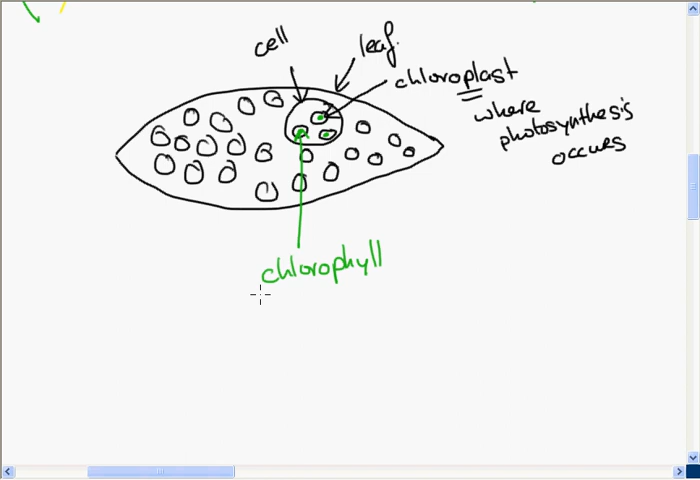 cell
leaf.
chloroplast
where
photosynthesis
occurs
chlorophyll